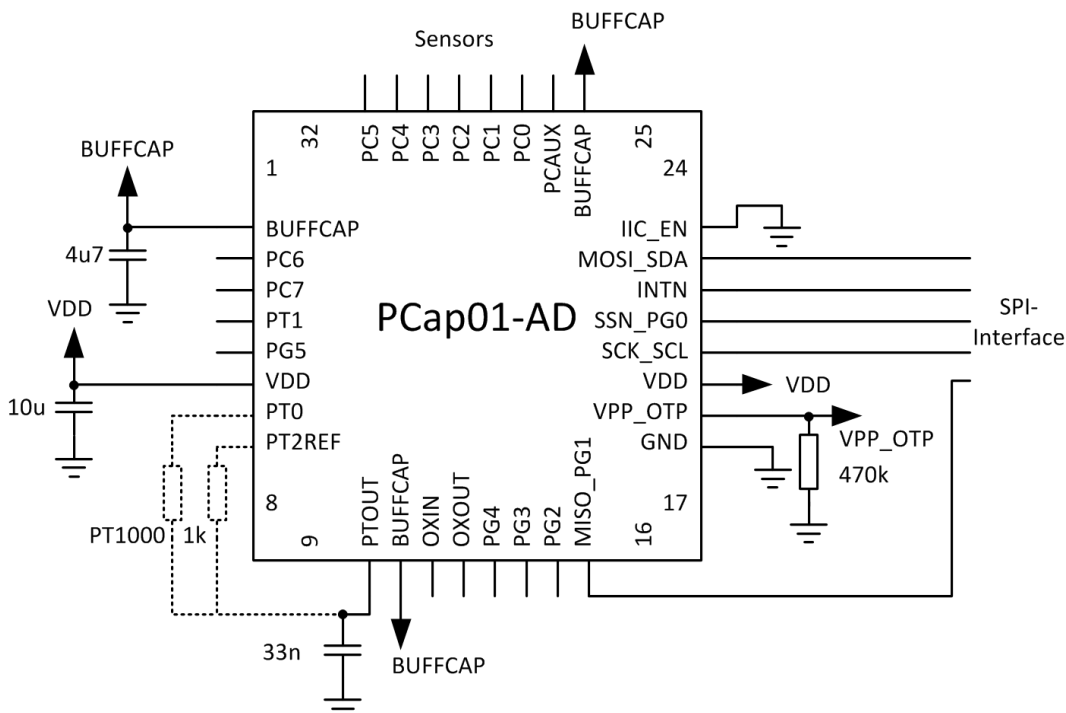 BUFFCAP
Sensors
32
PC5
PC4
PC3
PC2
PC1
PC0
PCAUX
BUFFCAP
25
BUFFCAP
1
24
BUFFCAP
IIC_EN
4u7
PC6
MOSI_SDA
PC7
INTN
VDD
PT1
PCap01-AD
SSN_PG0
SPI-
Interface
PG5
SCK_SCL
VDD
VDD
VDD
10u
PT0
VPP_OTP
VPP_OTP
PT2REF
GND
470k
8
17
PT1000
1k
9
PTOUT
BUFFCAP
OXIN
OXOUT
PG4
PG3
PG2
MISO_PG1
16
33n
BUFFCAP